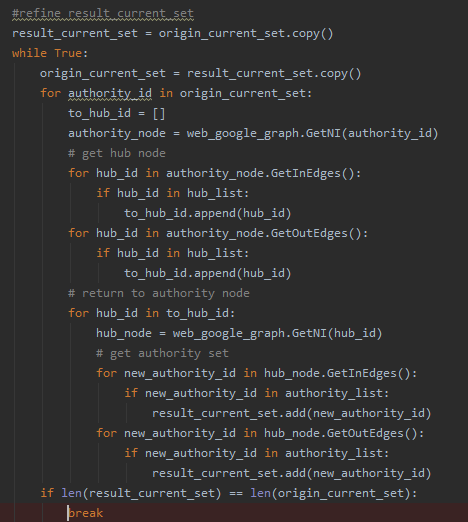 #refine result current set
result_current_set = origin_current_set.copy()
while True:
    origin_current_set = result_current_set.copy()
    for authority_id in origin_current_set:
        to_hub_id = []
        authority_node = web_google_graph.GetNI(authority_id)
        # get hub node
        for hub_id in authority_node.GetInEdges():
            if hub_id in hub_list:
                to_hub_id.append(hub_id)
        for hub_id in authority_node.GetOutEdges():
            if hub_id in hub_list:
                to_hub_id.append(hub_id)
        # return to authority node
        for hub_id in to_hub_id:
            hub_node = web_google_graph.GetNI(hub_id)
            # get authority set
            for new_authority_id in hub_node.GetInEdges():
                if new_authority_id in authority_list:
                    result_current_set.add(new_authority_id)
            for new_authority_id in hub_node.GetOutEdges():
                if new_authority_id in authority_list:
                    result_current_set.add(new_authority_id)
    if len(result_current_set) == len(origin_current_set):
        break